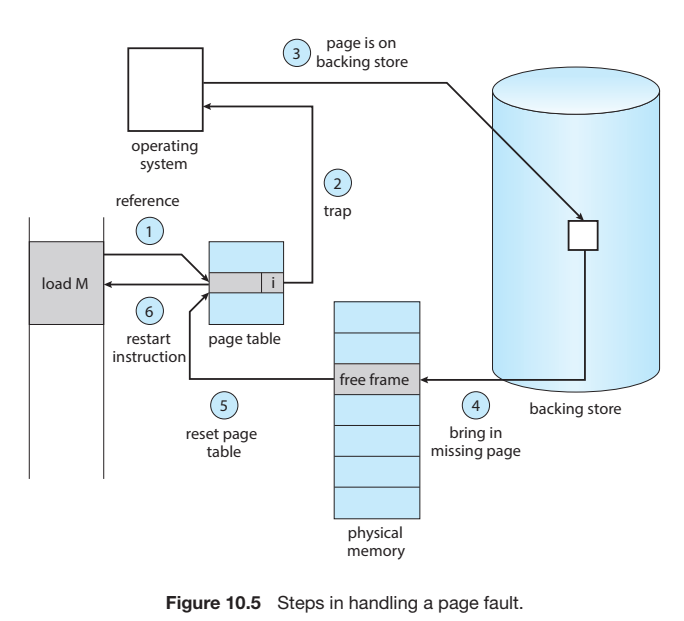 3
page is on
backing store
operating
system
2
trap
reference
1
load M
i
6
restart
instruction
page table
free frame
5
reset page
table
4
bring in
missing page
backing store
physical
memory
Figure 10.5 Steps in handling a page fault.